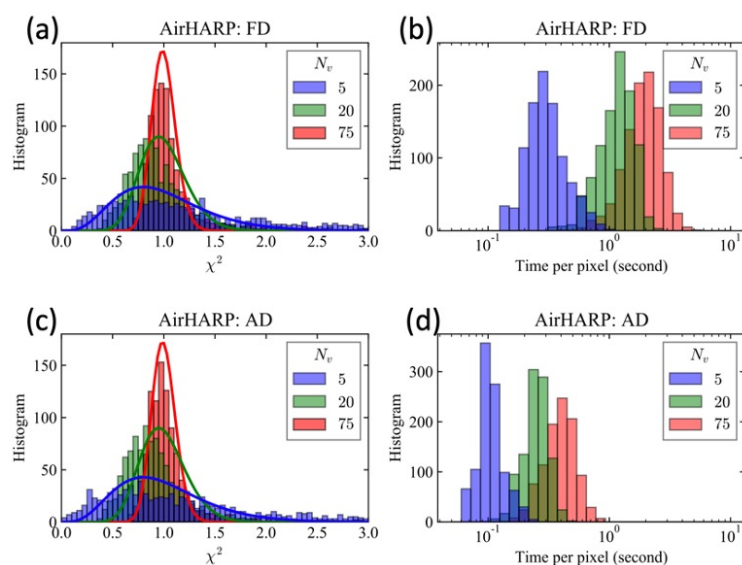 (a) AirHARP: FD
Histogram
150
100
50
0
0.0 0.5 1.0 1.5 2.0 2.5 3.0
χ²
N_v
5
20
75
(b) AirHARP: FD
Histogram
200
100
0
10⁻¹ 10⁰ 10¹
Time per pixel (second)
N_v
5
20
75
(c) AirHARP: AD
Histogram
150
100
50
0
0.0 0.5 1.0 1.5 2.0 2.5 3.0
χ²
N_v
5
20
75
(d) AirHARP: AD
Histogram
300
200
100
0
10⁻¹ 10⁰ 10¹
Time per pixel (second)
N_v
5
20
75